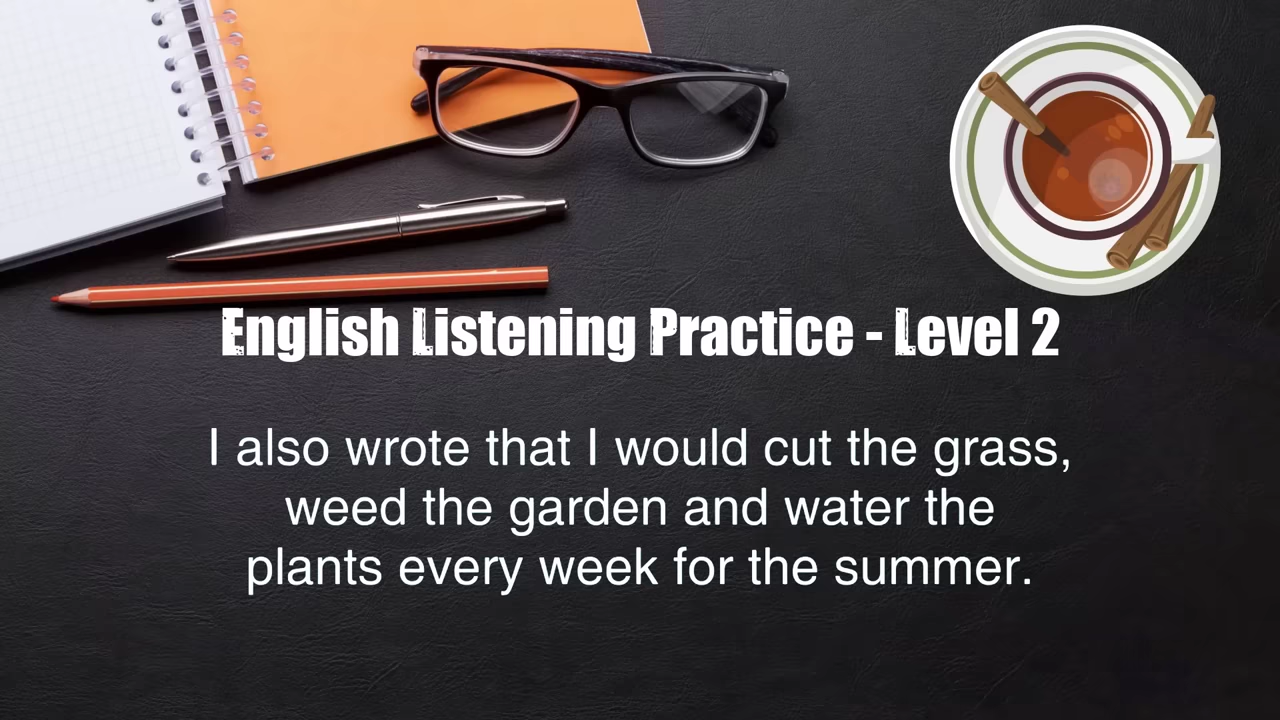 English Listening Practice - Level 2
I also wrote that I would cut the grass,
weed the garden and water the
plants every week for the summer.